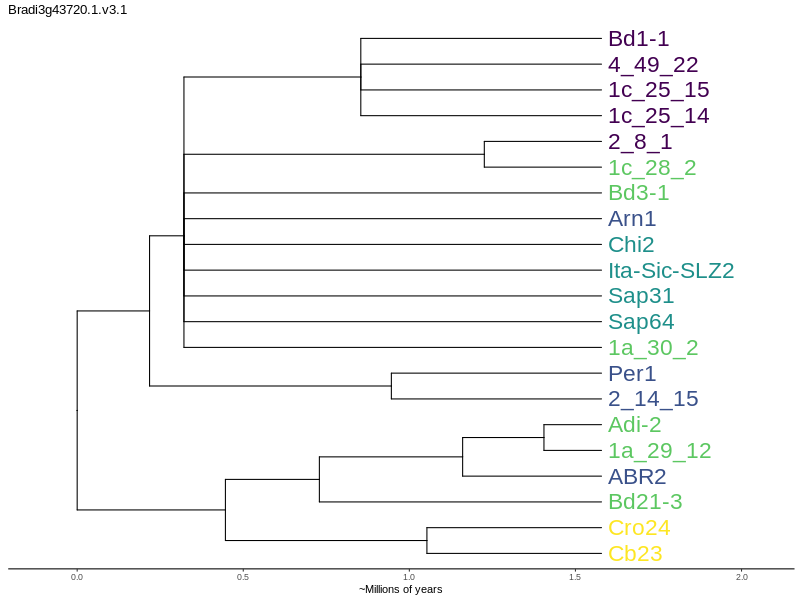 Bradi3g43720.1.v3.1
Bd1-1
4_49_22
1c_25_15
1c_25_14
2_8_1
1c_28_2
Bd3-1
Arn1
Chi2
Ita-Sic-SLZ2
Sap31
Sap64
1a_30_2
Per1
2_14_15
Adi-2
1a_29_12
ABR2
Bd21-3
Cro24
Cb23
0.0 0.5 1.0 1.5 2.0
~Millions of years